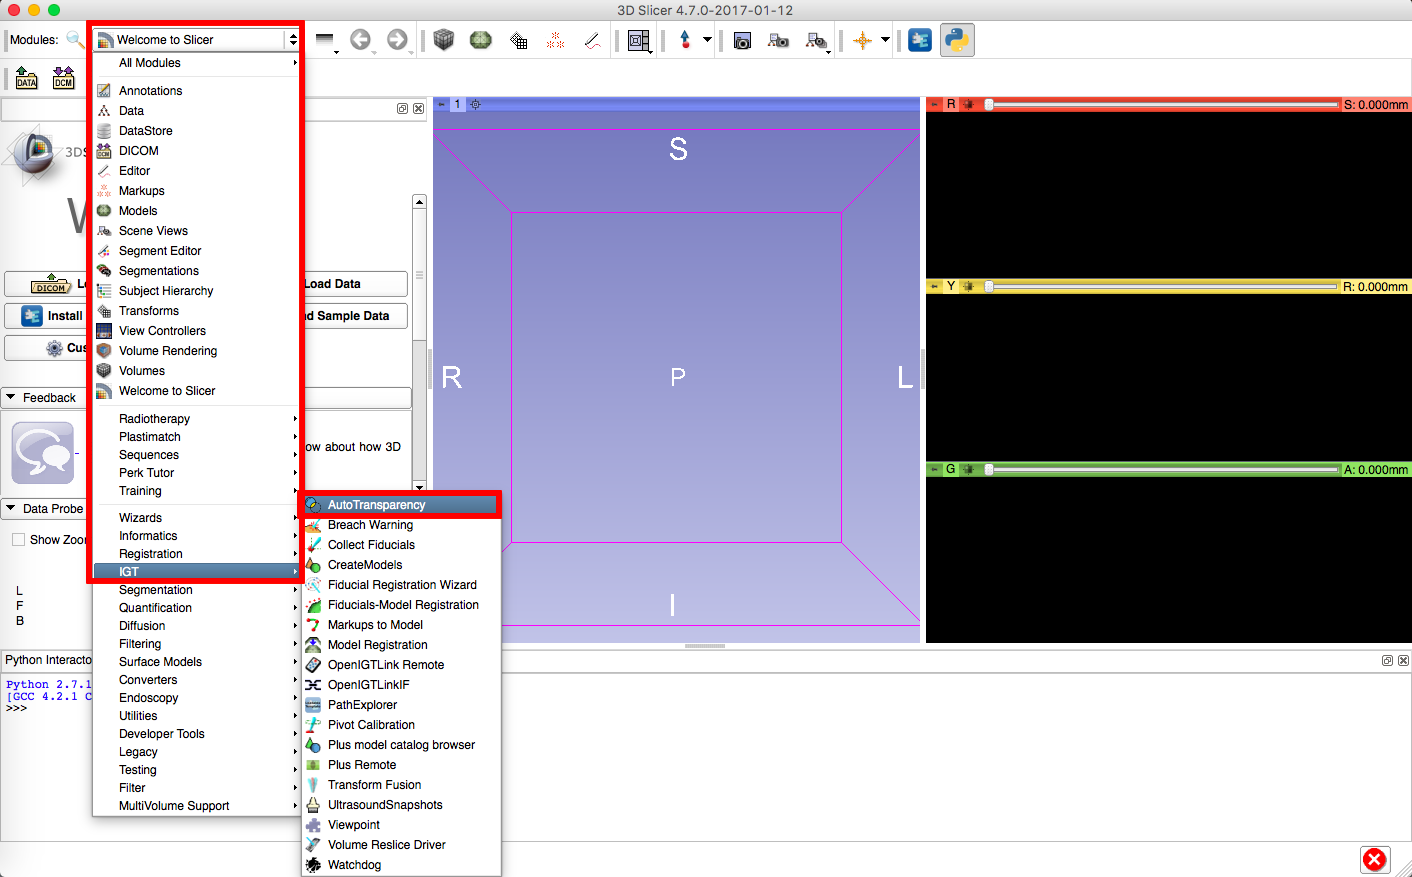 3D Slicer 4.7.0-2017-01-12
Modules:
Welcome to Slicer
DATA
DCM
All Modules
Annotations
Data
DataStore
DICOM
Editor
Markups
Models
Scene Views
Segment Editor
Segmentations
Subject Hierarchy
Transforms
View Controllers
Volume Rendering
Volumes
Welcome to Slicer
Radiotherapy
Plastimatch
Sequences
Perk Tutor
Training
Wizards
Informatics
Registration
IGT
Segmentation
Quantification
Diffusion
Filtering
Surface Models
Converters
Endoscopy
Utilities
Developer Tools
Legacy
Testing
Filter
MultiVolume Support
AutoTransparency
Breach Warning
Collect Fiducials
CreateModels
Fiducial Registration Wizard
Fiducials-Model Registration
Markups to Model
Model Registration
OpenIGTLink Remote
OpenIGTLinkIF
PathExplorer
Pivot Calibration
Plus model catalog browser
Plus Remote
Transform Fusion
UltrasoundSnapshots
Viewpoint
Volume Reslice Driver
Watchdog
3DS
W
DICOM
Lo
Load Data
Install
d Sample Data
Cus
Feedback
ow about how 3D
Data Probe
Show Zoo
L
F
B
Python Interacto
Python 2.7.1
[GCC 4.2.1 C
>>>
1
S
R
P
L
I
R
S: 0.000mm
Y
R: 0.000mm
G
A: 0.000mm